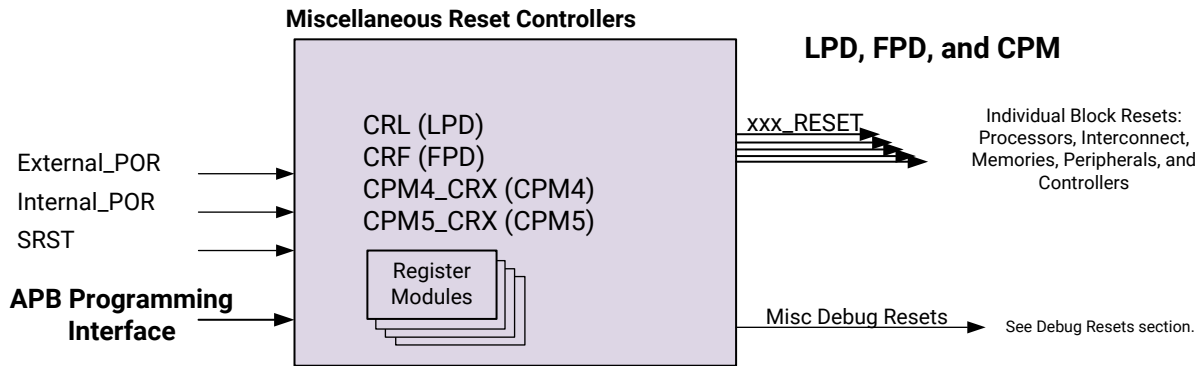 Miscellaneous Reset Controllers
LPD, FPD, and CPM
CRL (LPD)
CRF (FPD)
CPM4_CRX (CPM4)
CPM5_CRX (CPM5)
Register
Modules
External_POR
Internal_POR
SRST
APB Programming
Interface
xxx_RESET
Individual Block Resets:
Processors, Interconnect,
Memories, Peripherals, and
Controllers
Misc Debug Resets
See Debug Resets section.